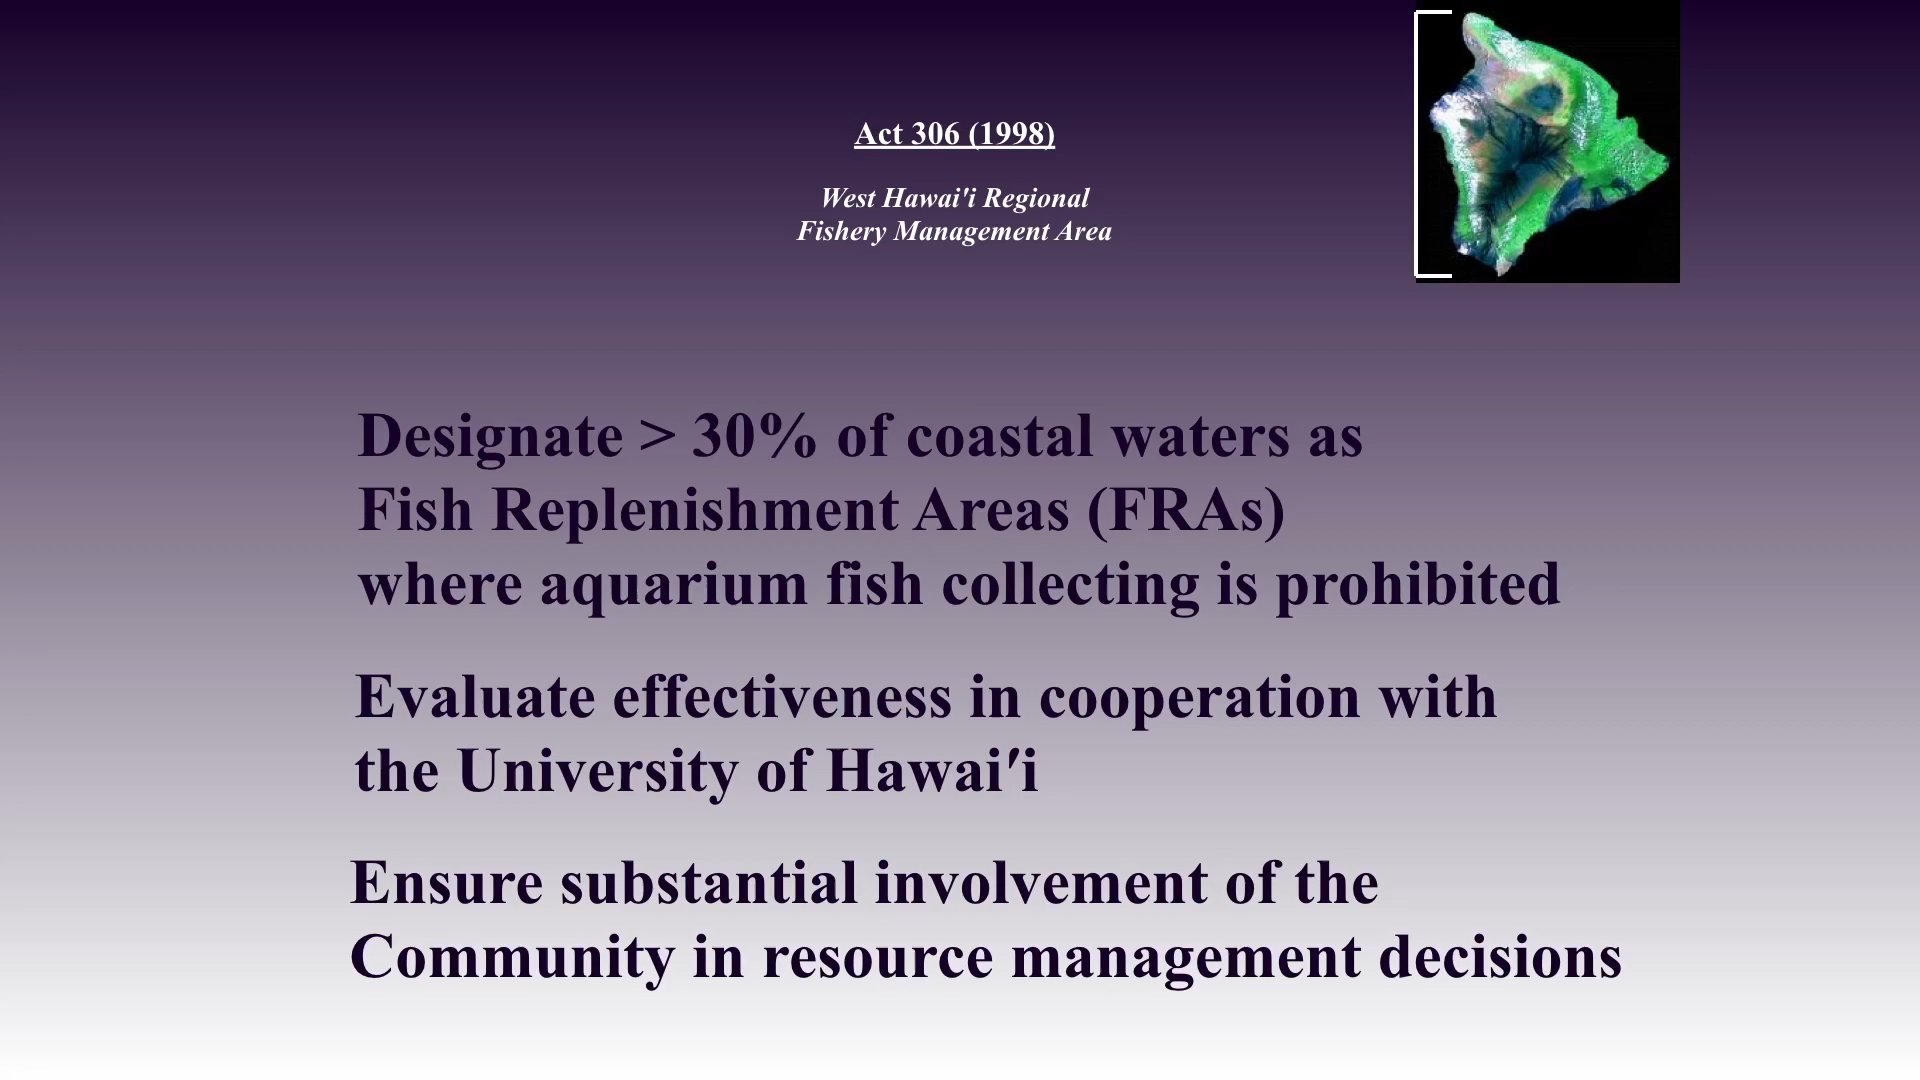 Act 306 (1998)
West Hawai'i Regional
Fishery Management Area
Designate > 30% of coastal waters as
Fish Replenishment Areas (FRAs)
where aquarium fish collecting is prohibited
Evaluate effectiveness in cooperation with
the University of Hawai'i
Ensure substantial involvement of the
Community in resource management decisions